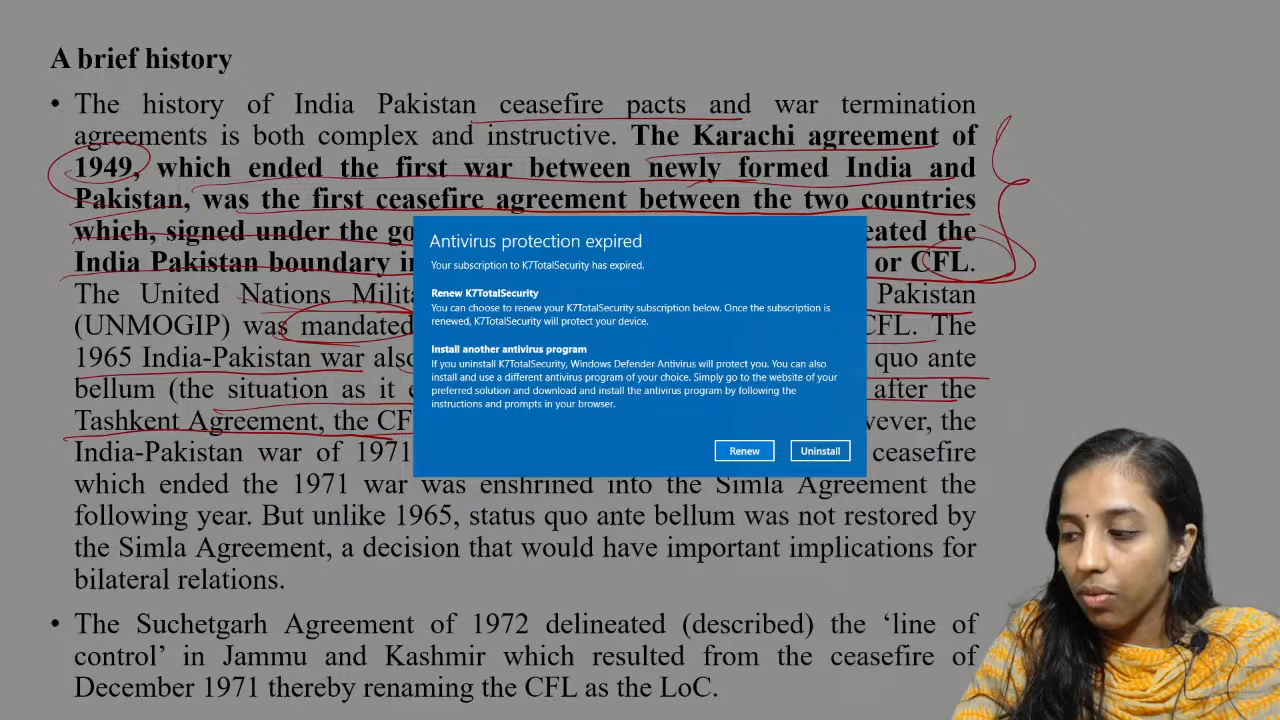 A brief history
• The history of India Pakistan ceasefire pacts and war termination
agreements is both complex and instructive. The Karachi agreement of
1949, which ended the first war between newly formed India and
Pakistan, was the first ceasefire agreement between the two countries
which, signed under the eated the
India Pakistan boundary or CFL.
The United Nations Pakistan
(UNMOGIP) was mandated CFL. The
1965 India-Pakistan war quo ante
bellum (the situation as it after the
Tashkent Agreement, the CF ever, the
India-Pakistan war of 1971 ceasefire
which ended the 1971 war was enshrined into the Simla Agreement the
following year. But unlike 1965, status quo ante bellum was not restored by
the Simla Agreement, a decision that would have important implications for
bilateral relations.
• The Suchetgarh Agreement of 1972 delineated (described) the ‘line of
control’ in Jammu and Kashmir which resulted from the ceasefire of
December 1971 thereby renaming the CFL as the LoC.
Antivirus protection expired
Your subscription to K7TotalSecurity has expired.
Renew K7TotalSecurity
You can choose to renew your K7TotalSecurity subscription below. Once the subscription is
renewed, K7TotalSecurity will protect your device.
Install another antivirus program
If you uninstall K7TotalSecurity, Windows Defender Antivirus will protect you. You can also
install and use a different antivirus program of your choice. Simply go to the website of your
preferred solution and download and install the antivirus program by following the
instructions and prompts in your browser.
Renew Uninstall